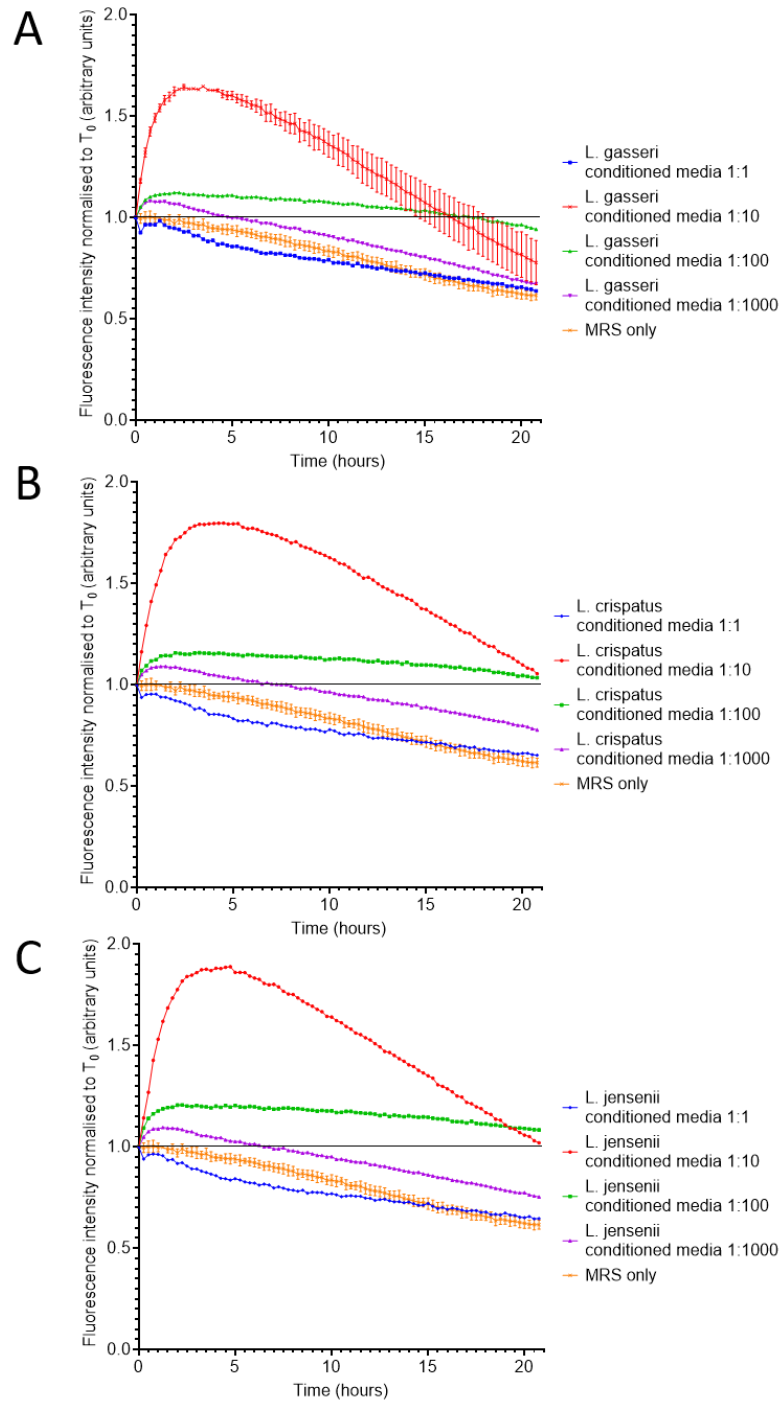 A
Fluorescence intensity normalised to T0 (arbitrary units)
2.0
1.5
1.0
0.5
0.0
0 5 10 15 20
Time (hours)
L. gasseri
conditioned media 1:1
L. gasseri
conditioned media 1:10
L. gasseri
conditioned media 1:100
L. gasseri
conditioned media 1:1000
MRS only
B
Fluorescence intensity normalised to T0 (arbitrary units)
2.0
1.5
1.0
0.5
0.0
0 5 10 15 20
Time (hours)
L. crispatus
conditioned media 1:1
L. crispatus
conditioned media 1:10
L. crispatus
conditioned media 1:100
L. crispatus
conditioned media 1:1000
MRS only
C
Fluorescence intensity normalised to T0 (arbitrary units)
2.0
1.5
1.0
0.5
0.0
0 5 10 15 20
Time (hours)
L. jensenii
conditioned media 1:1
L. jensenii
conditioned media 1:10
L. jensenii
conditioned media 1:100
L. jensenii
conditioned media 1:1000
MRS only